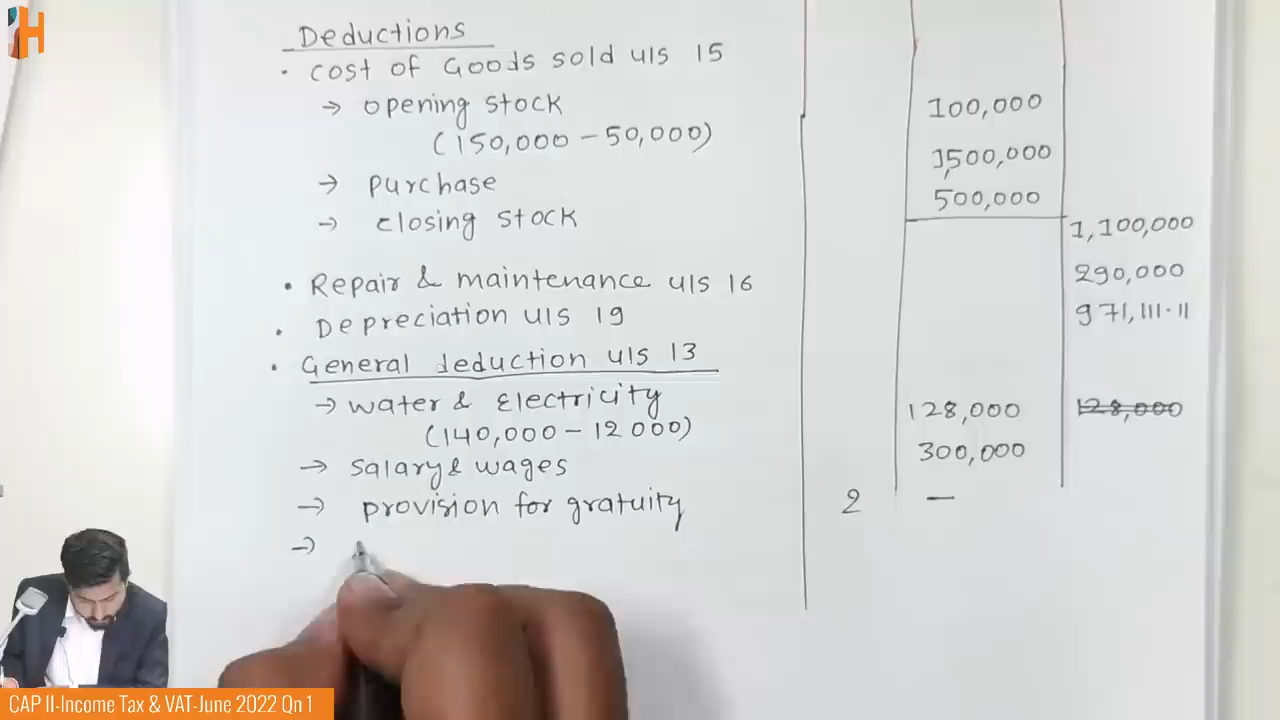 H
Deductions
• Cost of Goods sold u/s 15
→ opening stock 100,000
(150,000 - 50,000)
→ purchase 1,500,000
→ closing stock 500,000
1,100,000
• Repair & maintenance u/s 16 290,000
• Depreciation u/s 19 971,111.11
• General deduction u/s 13
→ water & Electricity 128,000 128,000
(140,000 - 12000)
→ salary & wages 300,000
→ provision for gratuity 2 —
→
CAP II-Income Tax & VAT-June 2022 Qn 1